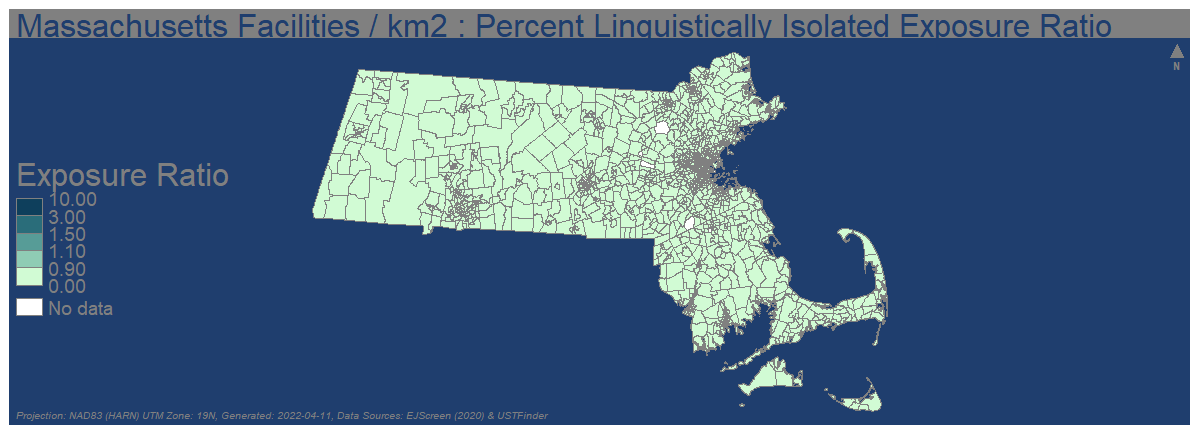 Massachusetts Facilities / km2 : Percent Linguistically Isolated Exposure Ratio
N
Exposure Ratio
10.00
3.00
1.50
1.10
0.90
0.00
No data
Projection: NAD83 (HARN) UTM Zone: 19N, Generated: 2022-04-11, Data Sources: EJScreen (2020) & USTFinder